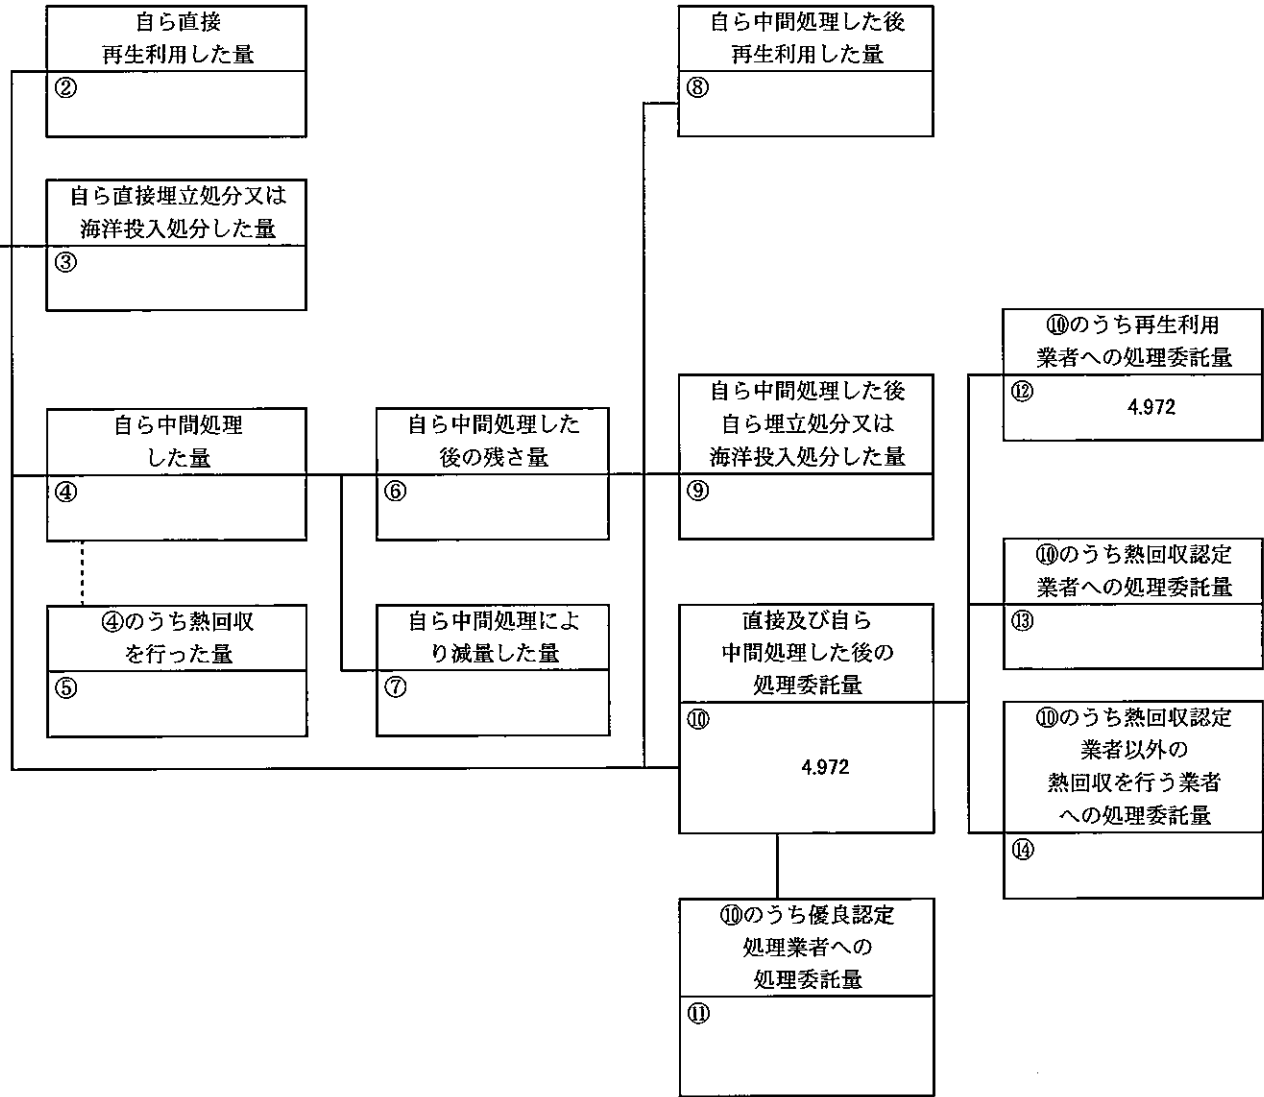 自ら直接
再生利用した量
②
自ら直接埋立処分又は
海洋投入処分した量
③
自ら中間処理
した量
④
④のうち熱回収
を行った量
⑤
自ら中間処理した
後の残さ量
⑥
自ら中間処理によ
り減量した量
⑦
自ら中間処理した後
再生利用した量
⑧
自ら中間処理した後
自ら埋立処分又は
海洋投入処分した量
⑨
直接及び自ら
中間処理した後の
処理委託量
⑩
4.972
⑩のうち優良認定
処理業者への
処理委託量
⑪
⑩のうち再生利用
業者への処理委託量
⑫
4.972
⑩のうち熱回収認定
業者への処理委託量
⑬
⑩のうち熱回収認定
業者以外の
熱回収を行う業者
への処理委託量
⑭